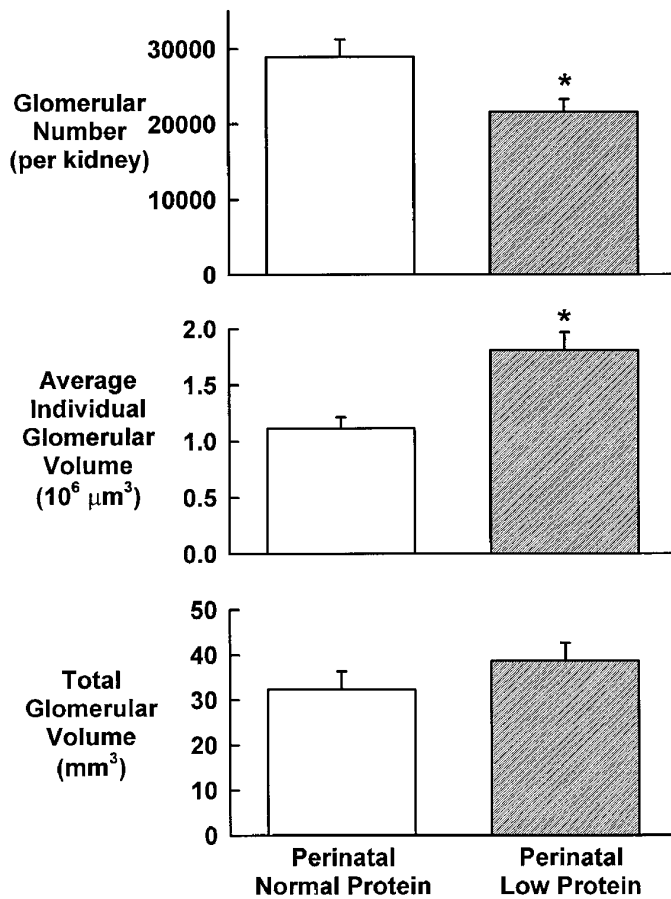 30000
20000
10000
0
Glomerular
Number
(per kidney)
*
2.0
1.5
1.0
0.5
0.0
Average
Individual
Glomerular
Volume
(10⁶ μm³)
*
50
40
30
20
10
0
Total
Glomerular
Volume
(mm³)
Perinatal
Normal Protein
Perinatal
Low Protein